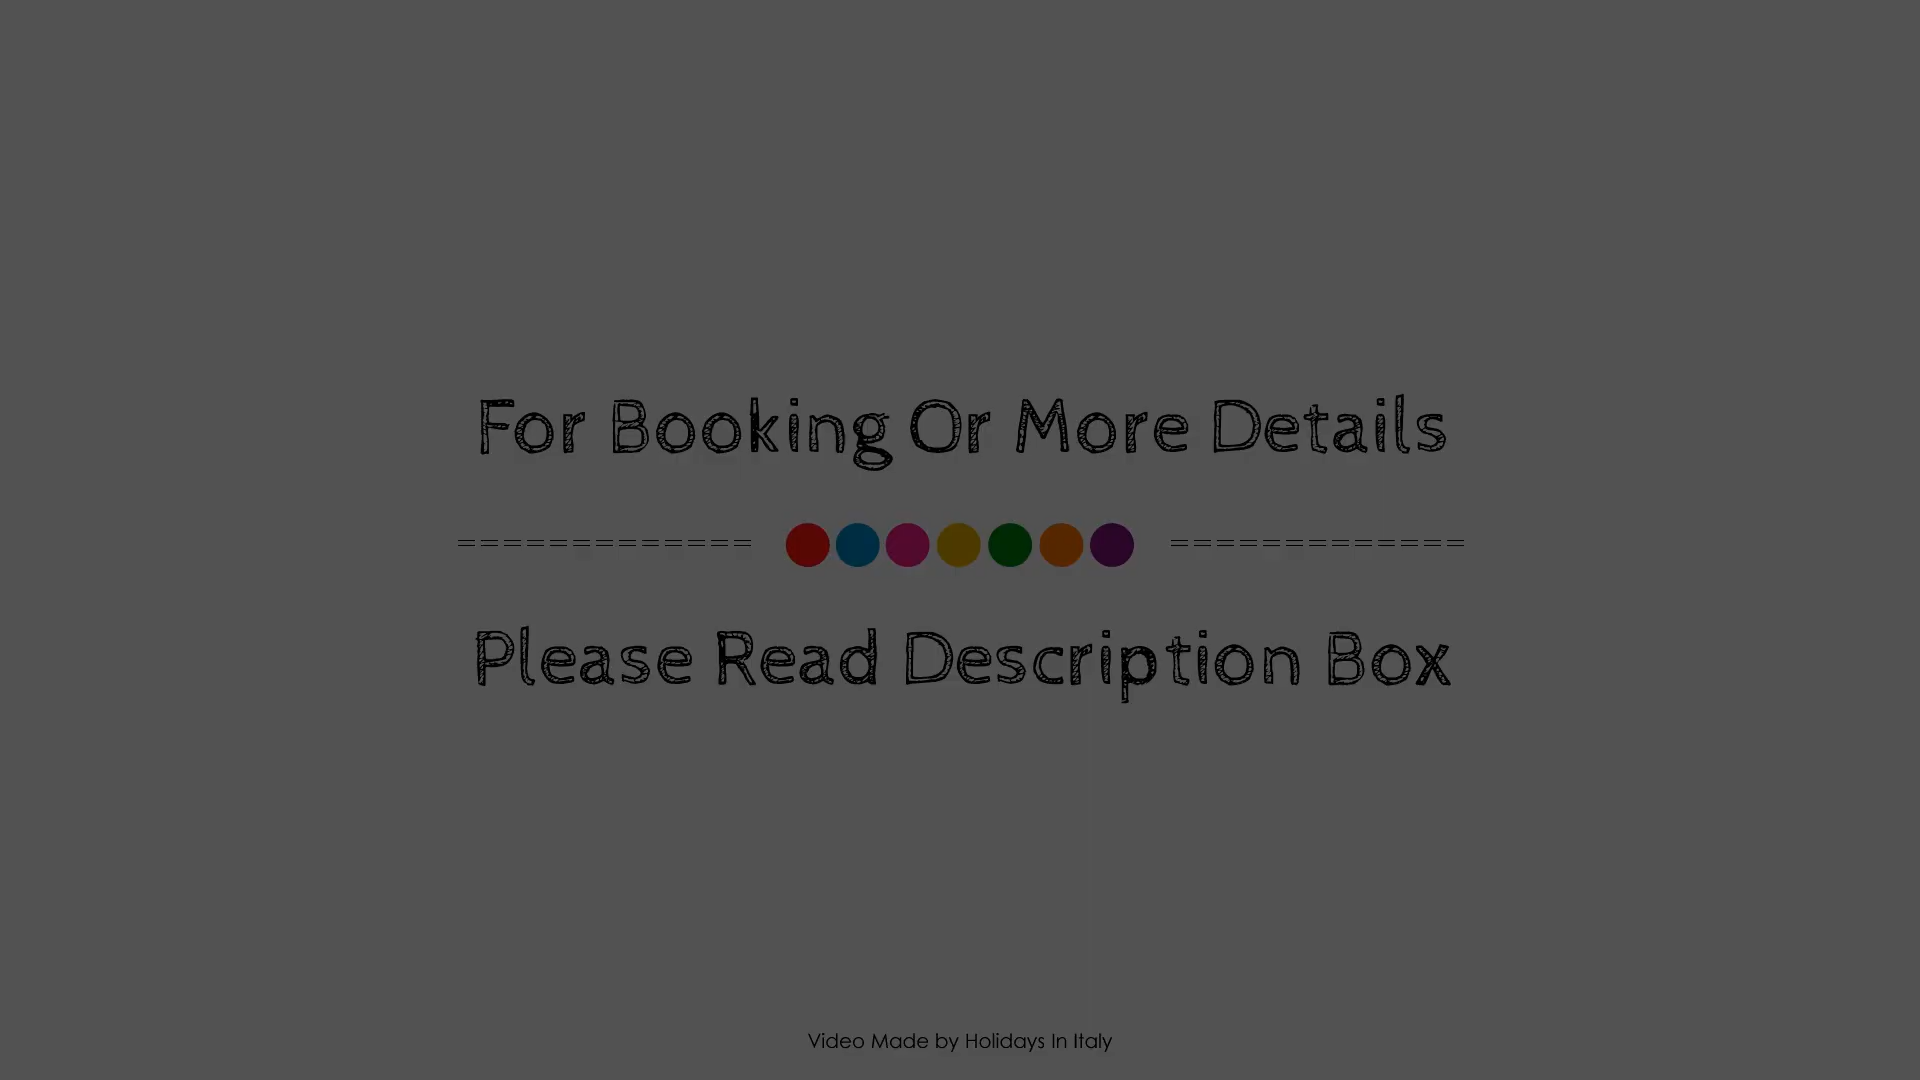 For Booking Or More Details
============= =============
Please Read Description Box
Video Made by Holidays In Italy